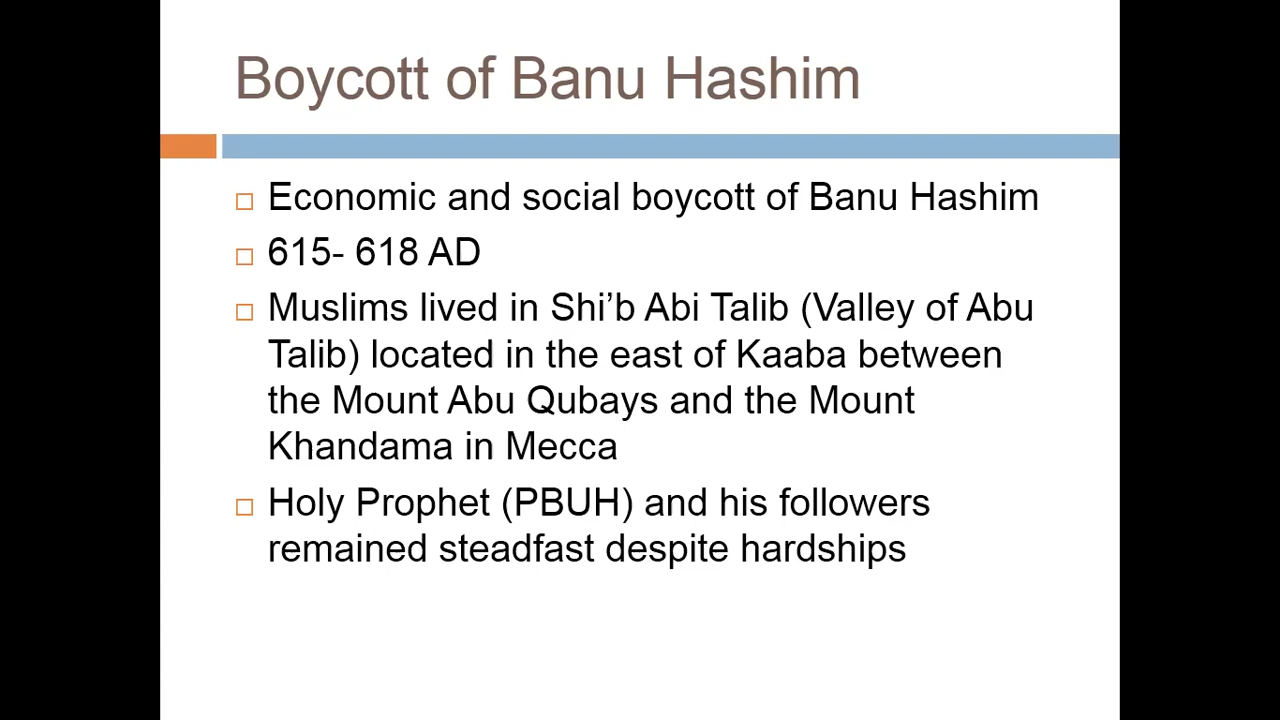 Boycott of Banu Hashim
Economic and social boycott of Banu Hashim
615- 618 AD
Muslims lived in Shi’b Abi Talib (Valley of Abu
Talib) located in the east of Kaaba between
the Mount Abu Qubays and the Mount
Khandama in Mecca
Holy Prophet (PBUH) and his followers
remained steadfast despite hardships